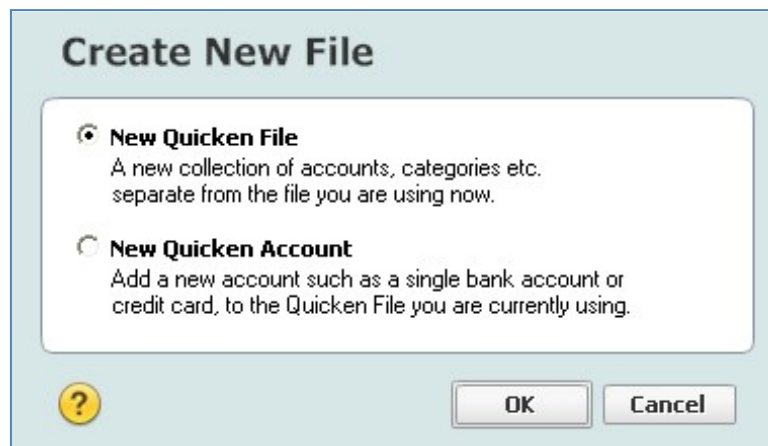 Create New File
New Quicken File
A new collection of accounts, categories etc.
separate from the file you are using now.
New Quicken Account
Add a new account such as a single bank account or
credit card, to the Quicken File you are currently using.
?
OK
Cancel